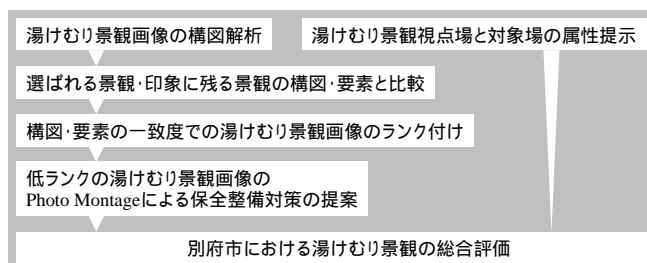 湯けむり景観画像の構図解析
湯けむり景観視点場と対象場の属性提示
選ばれる景観・印象に残る景観の構図・要素と比較
構図・要素の一致度での湯けむり景観画像のランク付け
低ランクの湯けむり景観画像の
Photo Montageによる保全整備対策の提案
別府市における湯けむり景観の総合評価